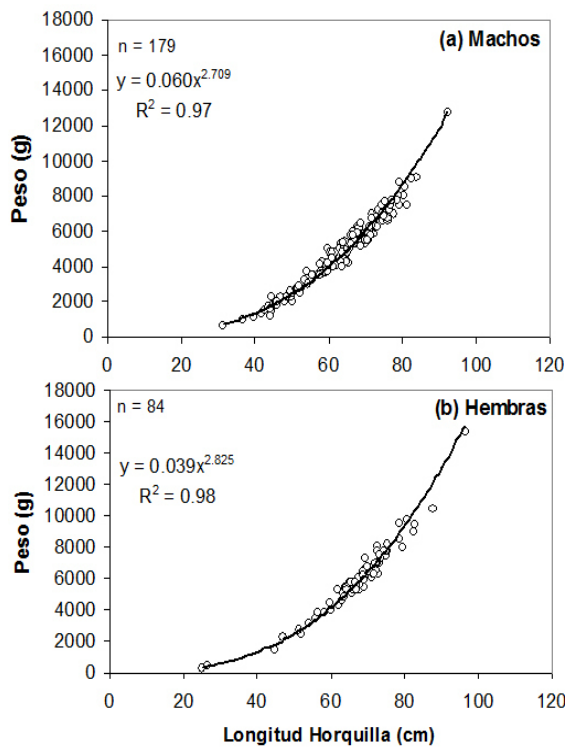 (a) Machos
n = 179
y = 0.060x^2.709
R² = 0.97
Peso (g)
18000
16000
14000
12000
10000
8000
6000
4000
2000
0
0 20 40 60 80 100 120
(b) Hembras
n = 84
y = 0.039x^2.825
R² = 0.98
Peso (g)
18000
16000
14000
12000
10000
8000
6000
4000
2000
0
0 20 40 60 80 100 120
Longitud Horquilla (cm)